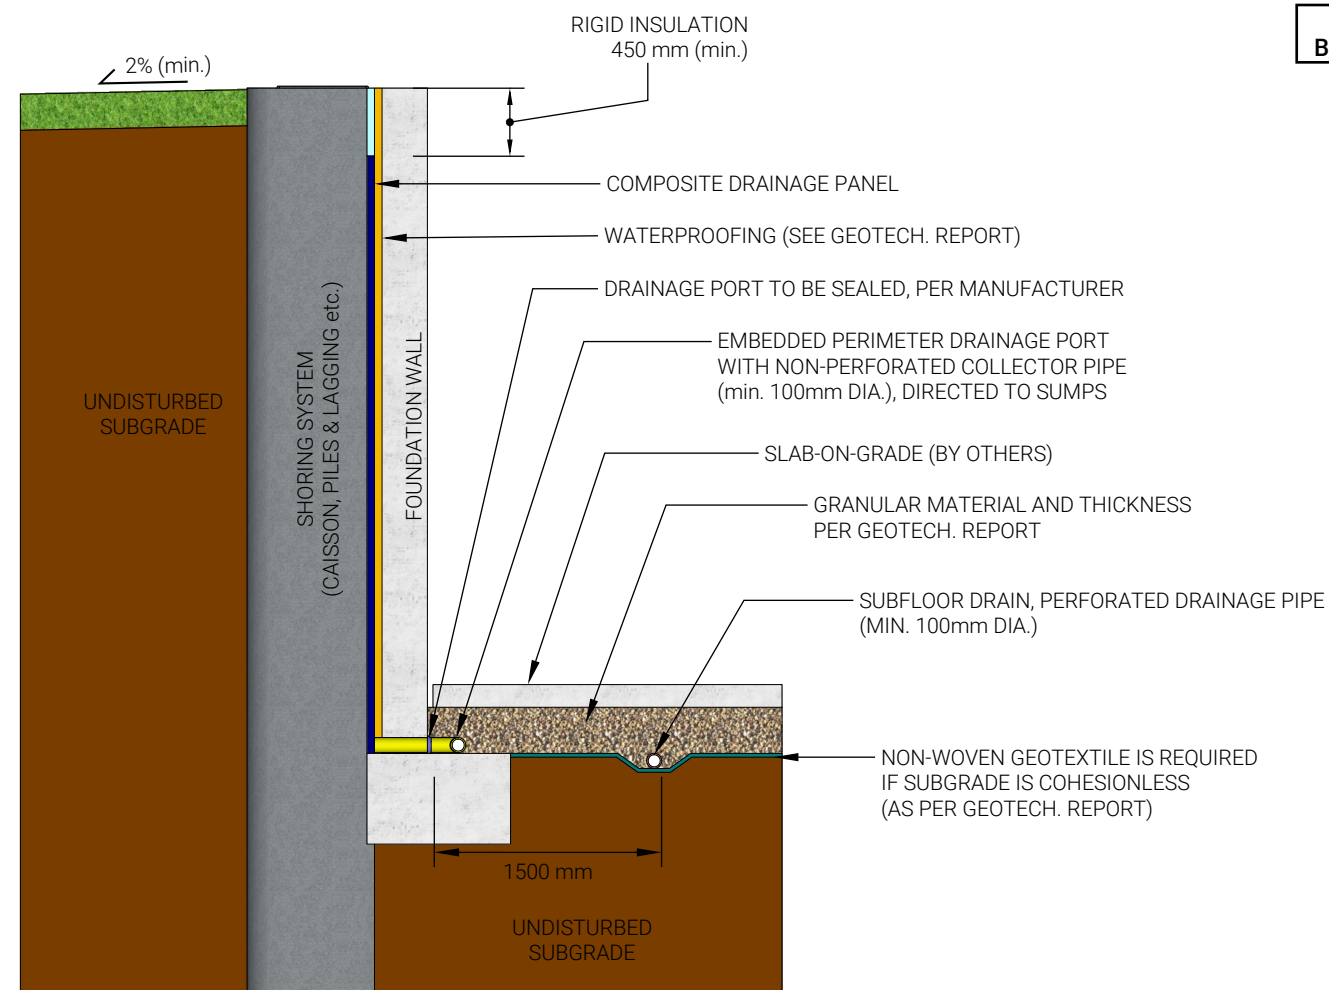 RIGID INSULATION
450 mm (min.)
B
2% (min.)
COMPOSITE DRAINAGE PANEL
WATERPROOFING (SEE GEOTECH. REPORT)
DRAINAGE PORT TO BE SEALED, PER MANUFACTURER
EMBEDDED PERIMETER DRAINAGE PORT
WITH NON-PERFORATED COLLECTOR PIPE
(min. 100mm DIA.), DIRECTED TO SUMPS
UNDISTURBED
SUBGRADE
SHORING SYSTEM
(CAISSON, PILES & LAGGING etc.)
FOUNDATION WALL
SLAB-ON-GRADE (BY OTHERS)
GRANULAR MATERIAL AND THICKNESS
PER GEOTECH. REPORT
SUBFLOOR DRAIN, PERFORATED DRAINAGE PIPE
(MIN. 100mm DIA.)
NON-WOVEN GEOTEXTILE IS REQUIRED
IF SUBGRADE IS COHESIONLESS
(AS PER GEOTECH. REPORT)
1500 mm
UNDISTURBED
SUBGRADE